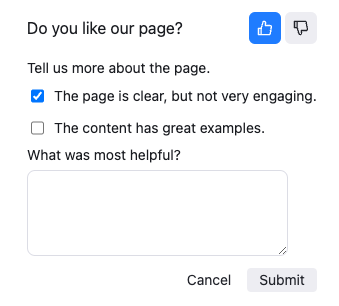 Do you like our page?
Tell us more about the page.
The page is clear, but not very engaging.
The content has great examples.
What was most helpful?
Cancel Submit